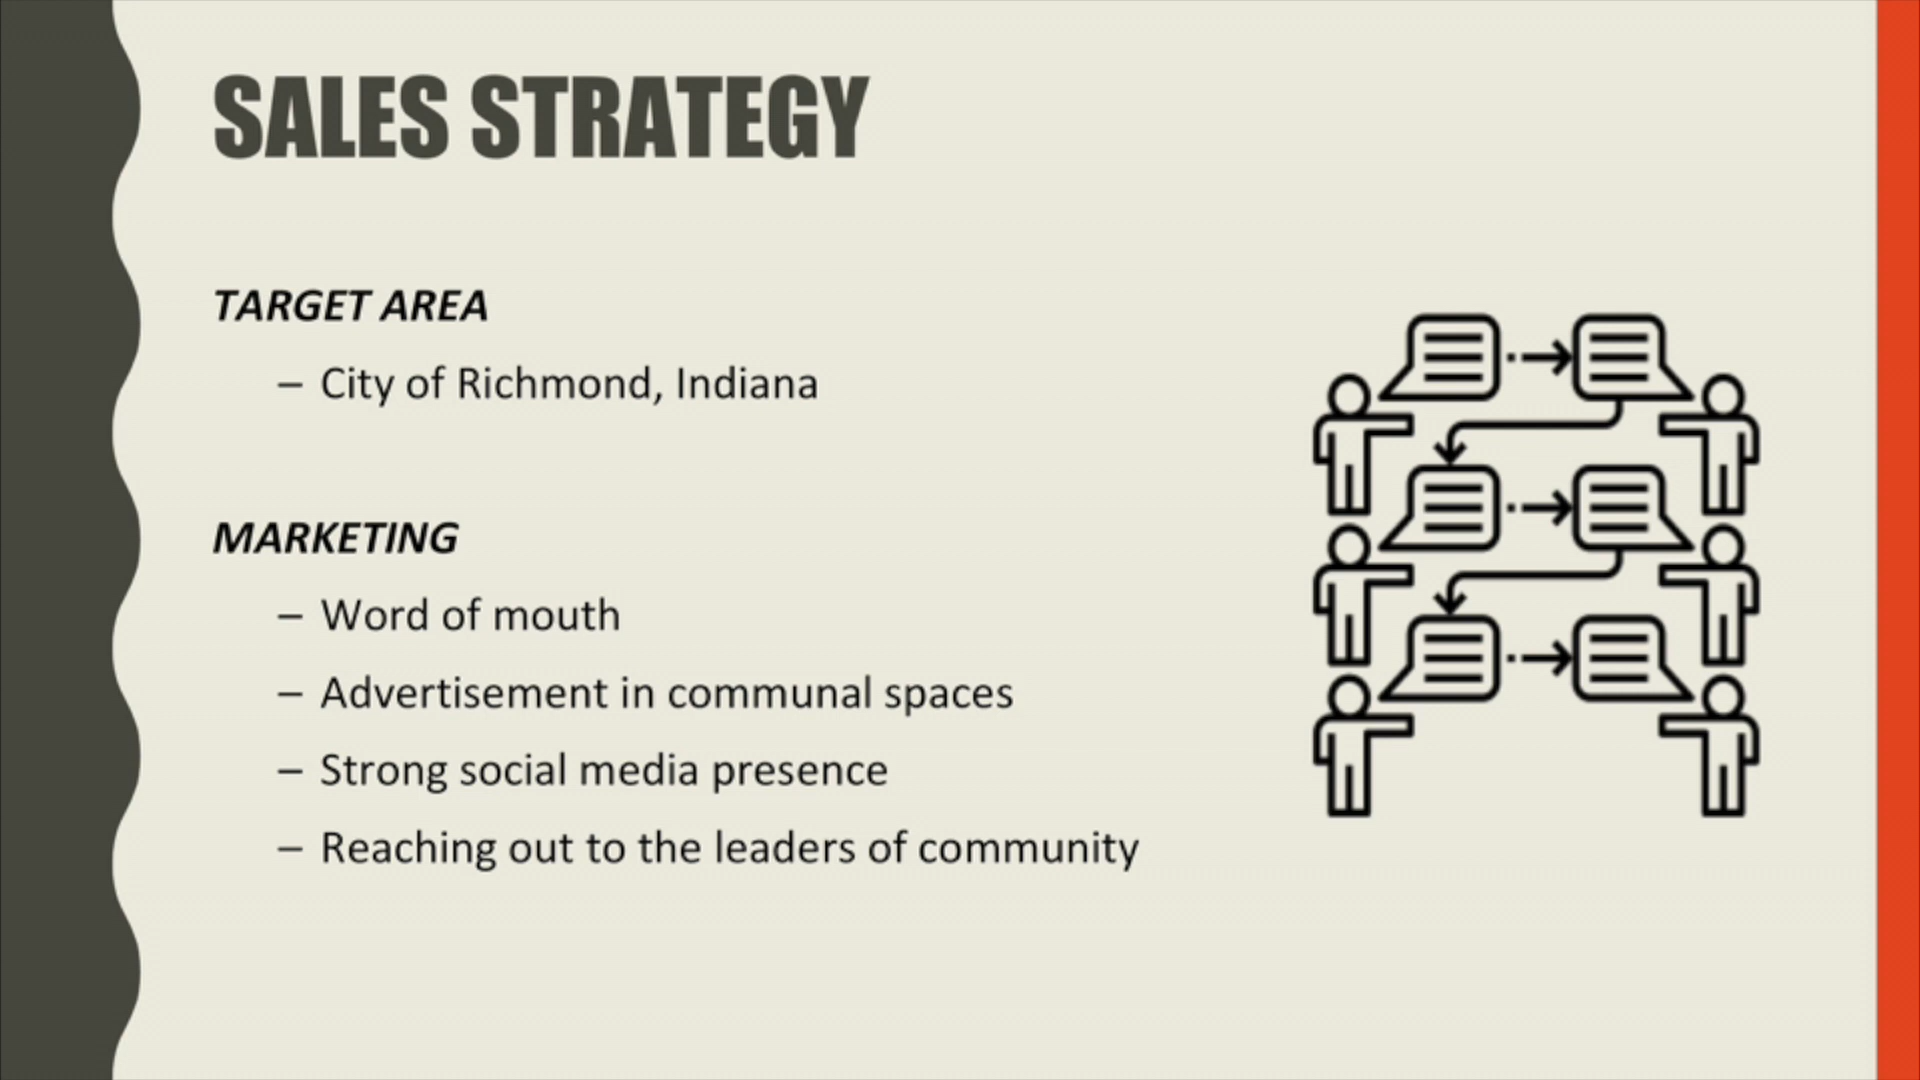 SALES STRATEGY
TARGET AREA
– City of Richmond, Indiana
MARKETING
– Word of mouth
– Advertisement in communal spaces
– Strong social media presence
– Reaching out to the leaders of community